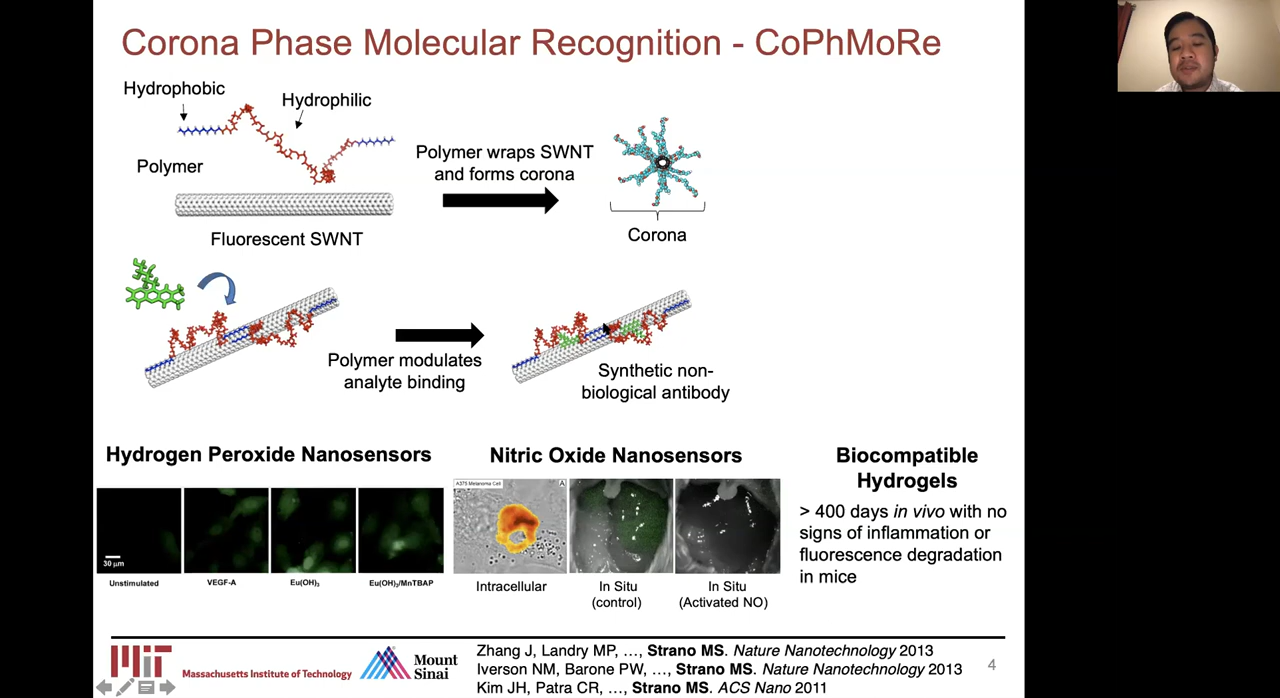 Corona Phase Molecular Recognition - CoPhMoRe
Hydrophobic
Hydrophilic
Polymer
Polymer wraps SWNT
and forms corona
Fluorescent SWNT
Corona
Polymer modulates
analyte binding
Synthetic non-
biological antibody
Hydrogen Peroxide Nanosensors
30 µm
Unstimulated
VEGF-A
Eu(OH)3
Eu(OH)3/MnTBAP
Nitric Oxide Nanosensors
A375 Melanoma Cell
A
Intracellular
In Situ
(control)
In Situ
(Activated NO)
Biocompatible
Hydrogels
> 400 days in vivo with no
signs of inflammation or
fluorescence degradation
in mice
MIT
Massachusetts Institute of Technology
Mount
Sinai
Zhang J, Landry MP, ..., Strano MS. Nature Nanotechnology 2013
Iverson NM, Barone PW, ..., Strano MS. Nature Nanotechnology 2013
Kim JH, Patra CR, ..., Strano MS. ACS Nano 2011
4